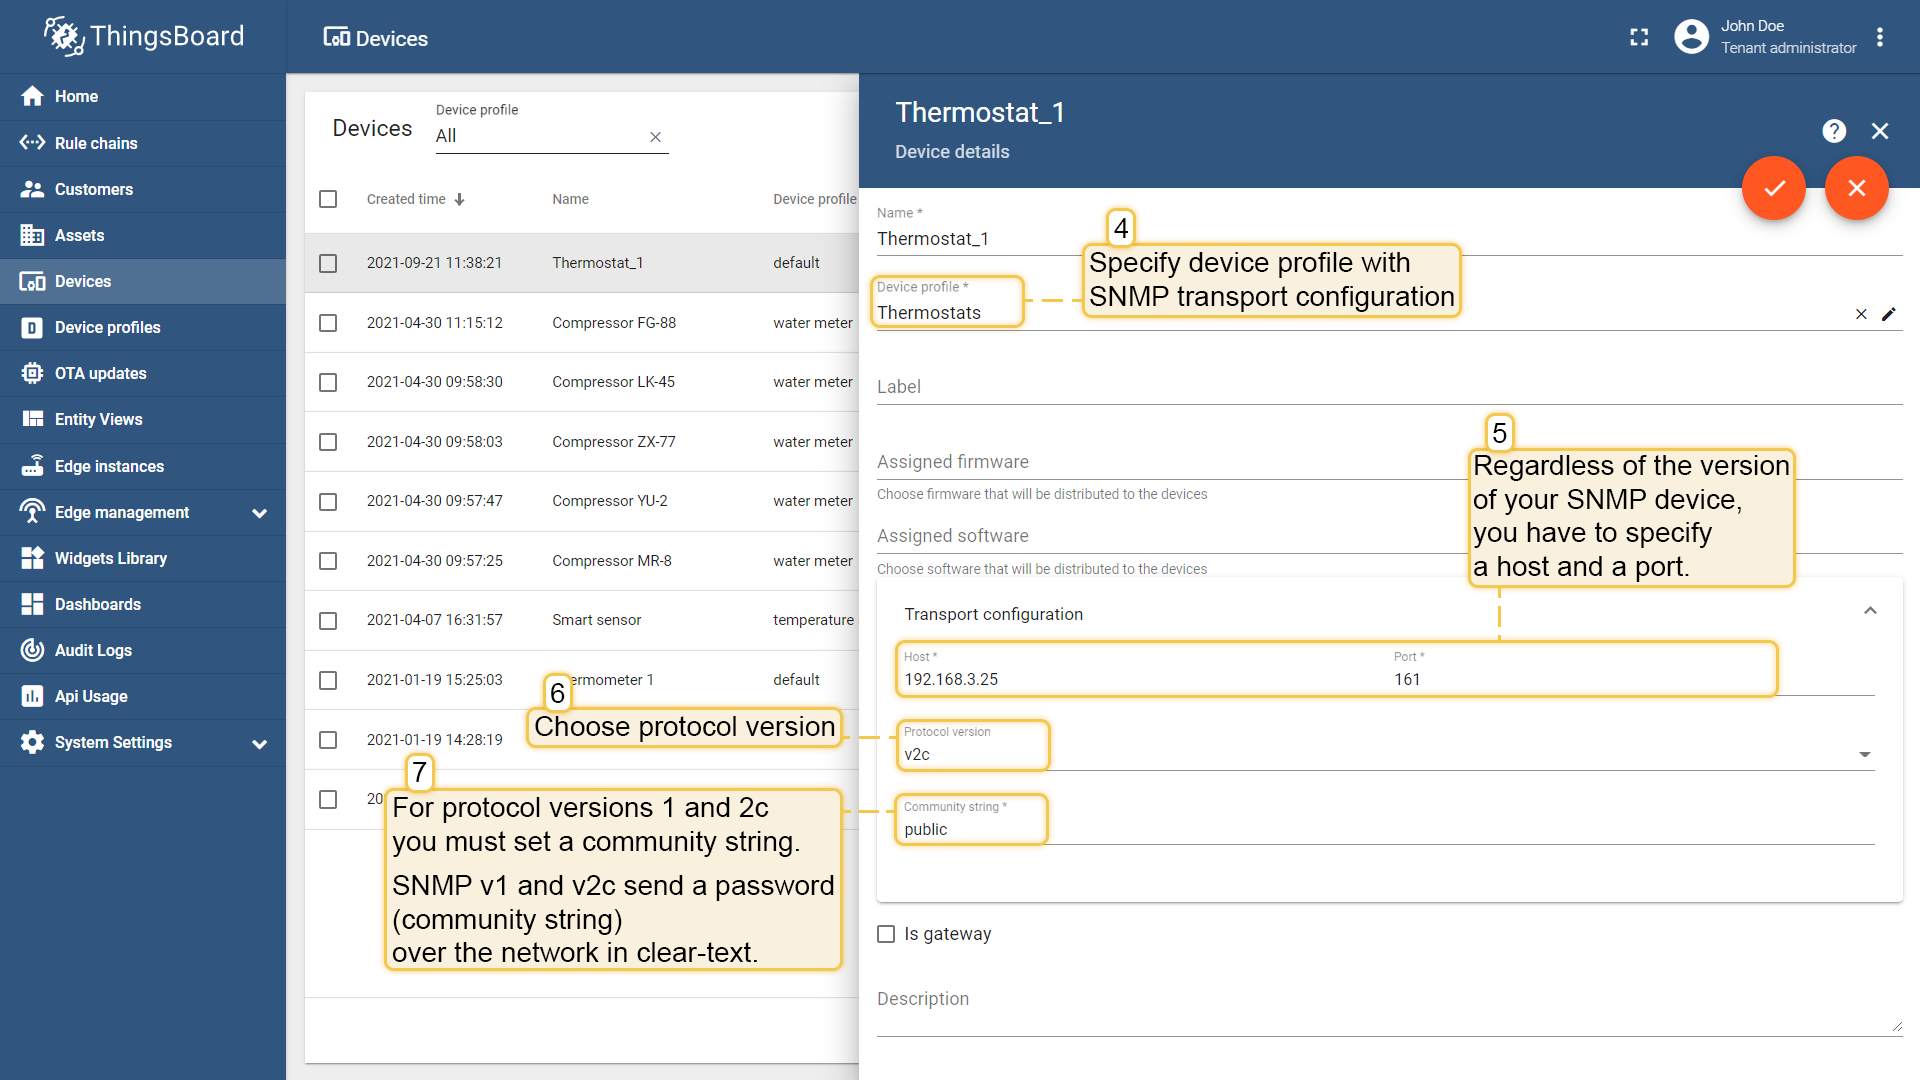 ThingsBoard
Devices
John Doe
Tenant administrator
Home
Rule chains
Customers
Assets
Devices
Device profiles
OTA updates
Entity Views
Edge instances
Edge management
Widgets Library
Dashboards
Audit Logs
Api Usage
System Settings
Devices
Device profile
All
Created time
Name
Device profile
2021-09-21 11:38:21 Thermostat_1 default
2021-04-30 11:15:12 Compressor FG-88 water meter
2021-04-30 09:58:30 Compressor LK-45 water meter
2021-04-30 09:58:03 Compressor ZX-77 water meter
2021-04-30 09:57:47 Compressor YU-2 water meter
2021-04-30 09:57:25 Compressor MR-8 water meter
2021-04-07 16:31:57 Smart sensor temperature
2021-01-19 15:25:03 ermometer 1 default
2021-01-19 14:28:19
20
6
Choose protocol version
7
For protocol versions 1 and 2c
you must set a community string.
SNMP v1 and v2c send a password
(community string)
over the network in clear-text.
Thermostat_1
Device details
Name *
Thermostat_1
4
Specify device profile with
SNMP transport configuration
Device profile *
Thermostats
Label
Assigned firmware
Choose firmware that will be distributed to the devices
Assigned software
Choose software that will be distributed to the devices
5
Regardless of the version
of your SNMP device,
you have to specify
a host and a port.
Transport configuration
Host *
192.168.3.25
Port *
161
Protocol version
v2c
Community string *
public
Is gateway
Description